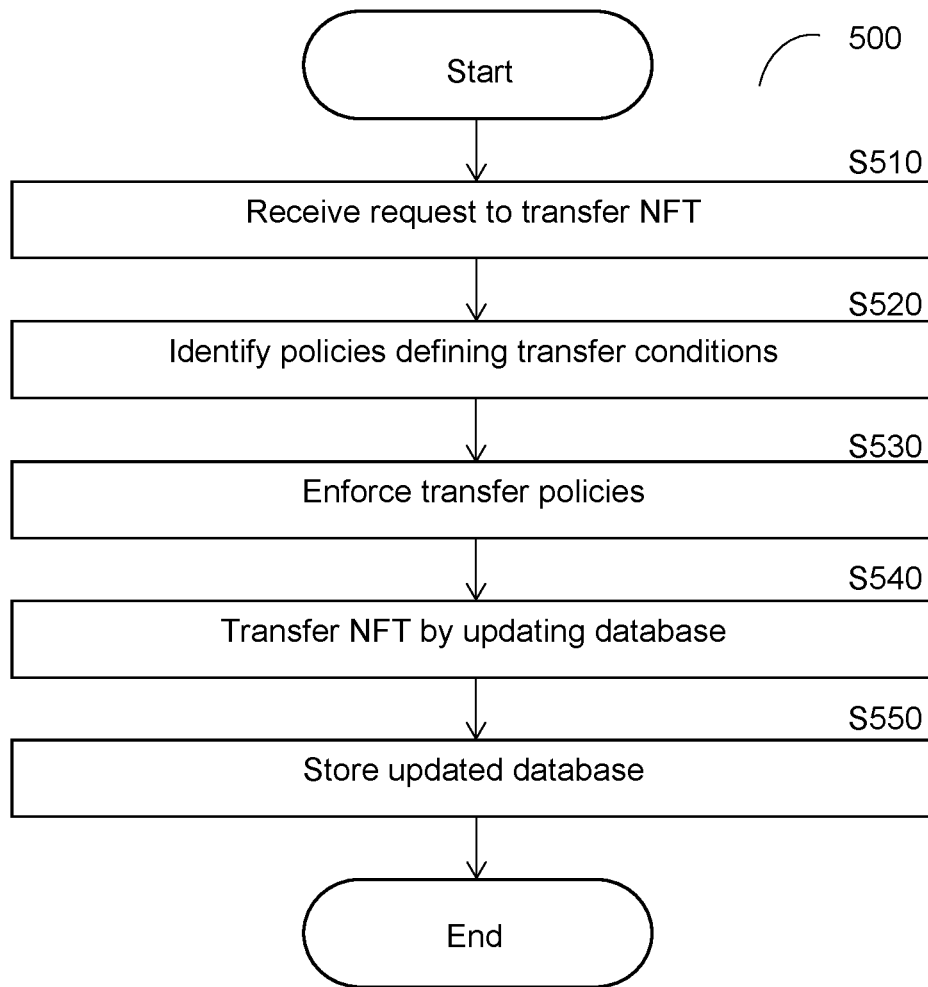 Start
500
S510
Receive request to transfer NFT
S520
Identify policies defining transfer conditions
S530
Enforce transfer policies
S540
Transfer NFT by updating database
S550
Store updated database
End